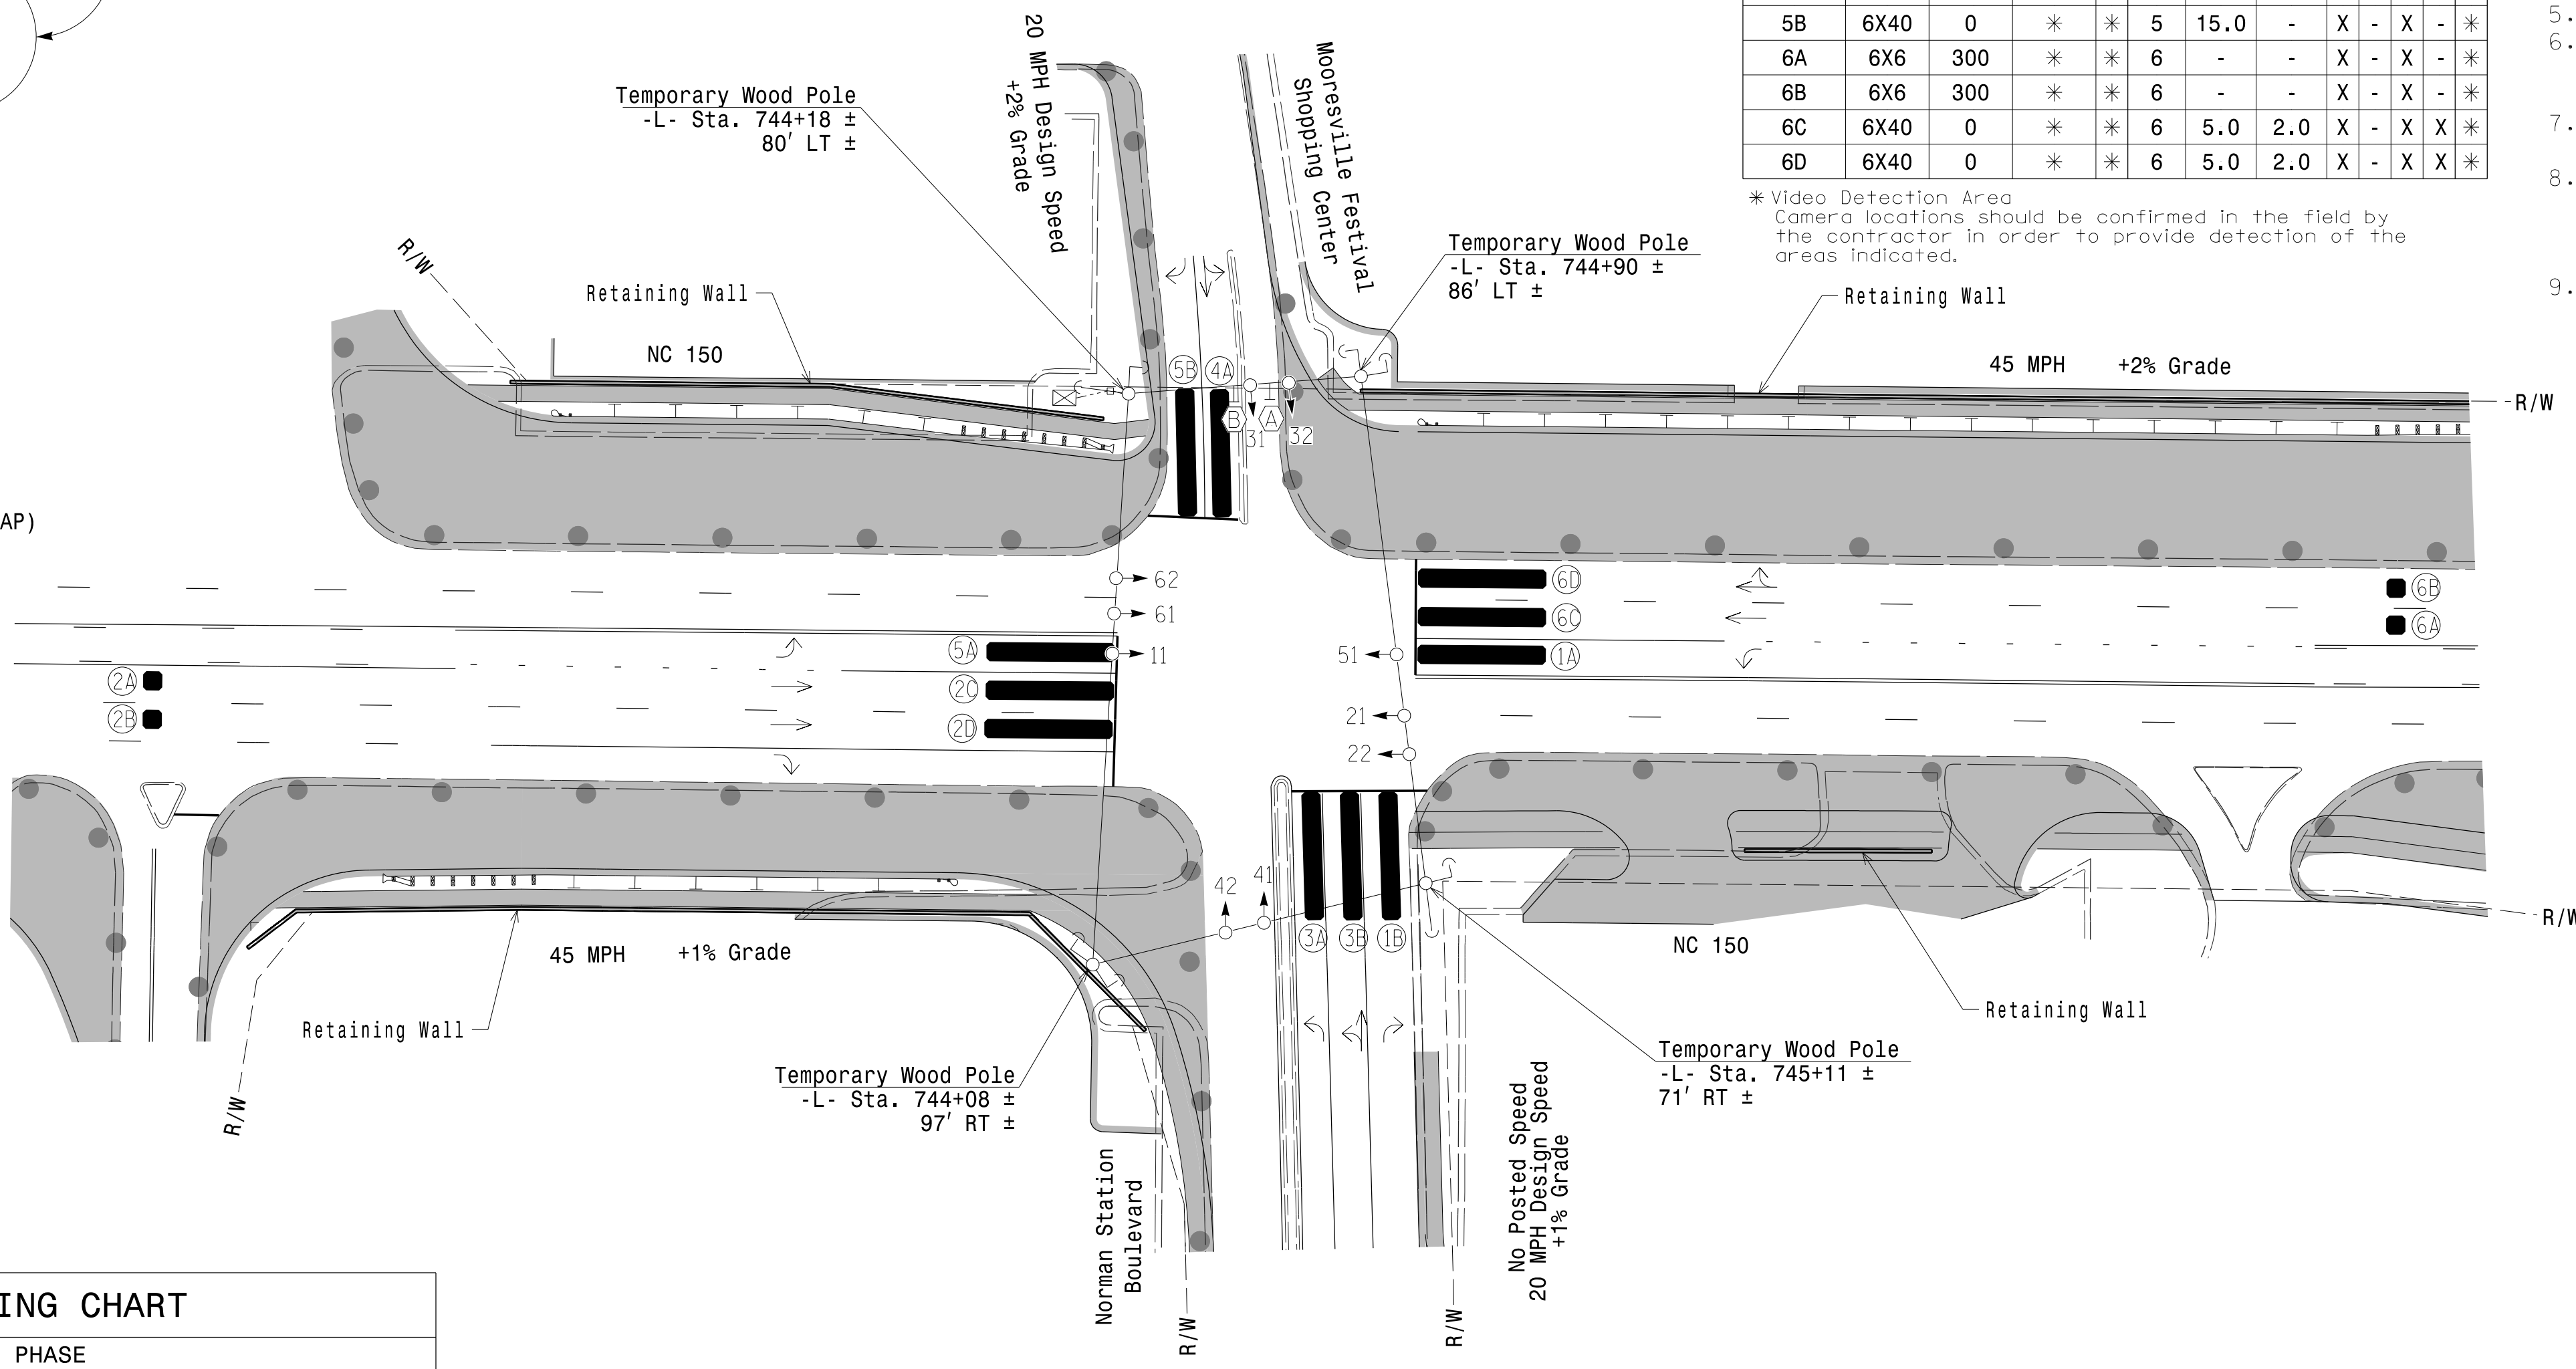 5B 6X40 0 * * 5 15.0 - X - X - *
6A 6X6 300 * * 6 - - X - X - *
6B 6X6 300 * * 6 - - X - X - *
6C 6X40 0 * * 6 5.0 2.0 X - X X *
6D 6X40 0 * * 6 5.0 2.0 X - X X *
* Video Detection Area
Camera locations should be confirmed in the field by
the contractor in order to provide detection of the
areas indicated.
5.
6.
7.
8.
9.
20 MPH Design Speed
+2% Grade
Mooresville Festival
Shopping Center
Temporary Wood Pole
-L- Sta. 744+18 ±
80' LT ±
Temporary Wood Pole
-L- Sta. 744+90 ±
86' LT ±
R/W
Retaining Wall
NC 150
Retaining Wall
45 MPH +2% Grade
R/W
5B
4A
B
31
A
32
AP)
62
61
11
5A
2C
2D
2A
2B
6D
6C
1A
6B
6A
51
21
22
42
41
3A
3B
1B
45 MPH +1% Grade
Retaining Wall
R/W
NC 150
Retaining Wall
R/W
Temporary Wood Pole
-L- Sta. 744+08 ±
97' RT ±
Temporary Wood Pole
-L- Sta. 745+11 ±
71' RT ±
Norman Station
Boulevard
R/W
R/W
No Posted Speed
20 MPH Design Speed
+1% Grade
ING CHART
PHASE